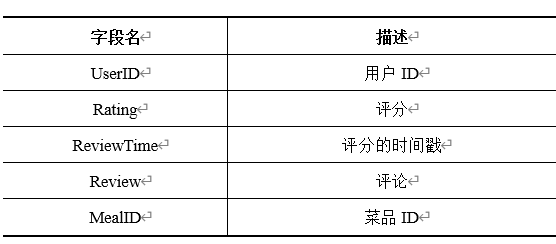 字段名 描述
UserID 用户 ID
Rating 评分
ReviewTime 评分的时间戳
Review 评论
MealID 菜品 ID